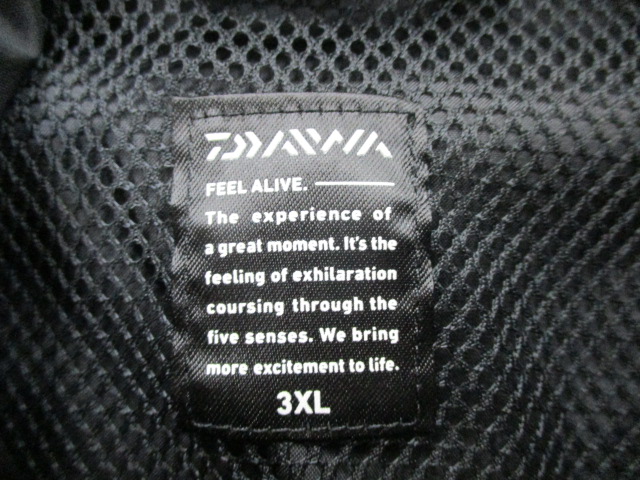 DAIWA
FEEL ALIVE.
The experience of
a great moment. It's the
feeling of exhilaration
coursing through the
five senses. We bring
more excitement to life.
3XL